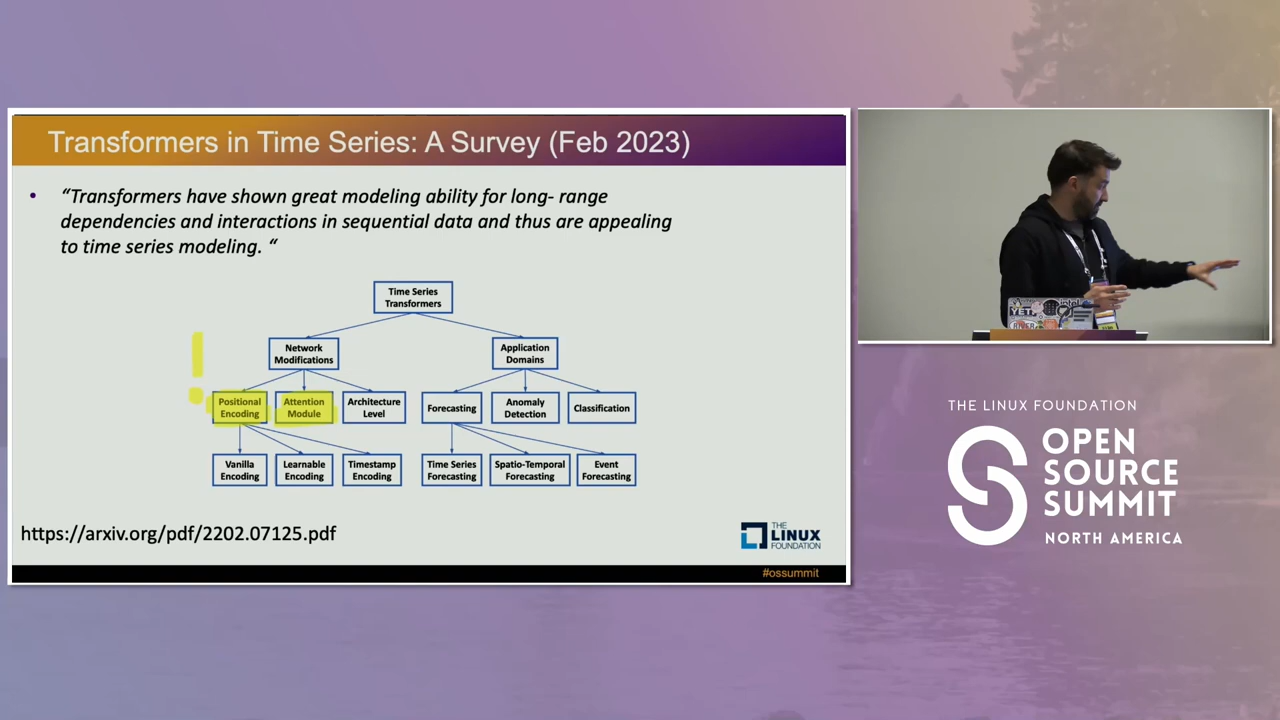 Transformers in Time Series: A Survey (Feb 2023)
• “Transformers have shown great modeling ability for long- range
dependencies and interactions in sequential data and thus are appealing
to time series modeling. “
Time Series
Transformers
Network
Modifications
Application
Domains
Positional
Encoding
Attention
Module
Architecture
Level
Forecasting
Anomaly
Detection
Classification
Vanilla
Encoding
Learnable
Encoding
Timestamp
Encoding
Time Series
Forecasting
Spatio-Temporal
Forecasting
Event
Forecasting
https://arxiv.org/pdf/2202.07125.pdf
THE
LINUX
FOUNDATION
#ossummit
YET
intel
THE LINUX FOUNDATION
OPEN
SOURCE
SUMMIT
NORTH AMERICA